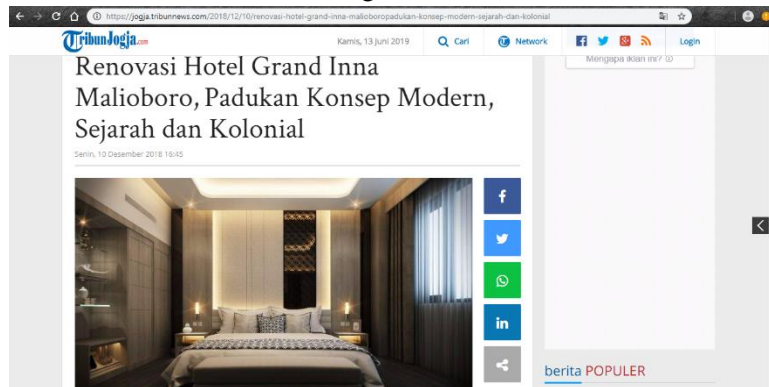 https://jogja.tribunnews.com/2018/12/10/renovasi-hotel-grand-inna-malioboropadukan-konsep-modern-sejarah-dan-kolonial
TribunJogja.com
Kamis, 13 Juni 2019
Cari
Network
Login
Mengapa iklan ini?
Renovasi Hotel Grand Inna
Malioboro, Padukan Konsep Modern,
Sejarah dan Kolonial
Senin, 10 Desember 2018 16:45
berita POPULER